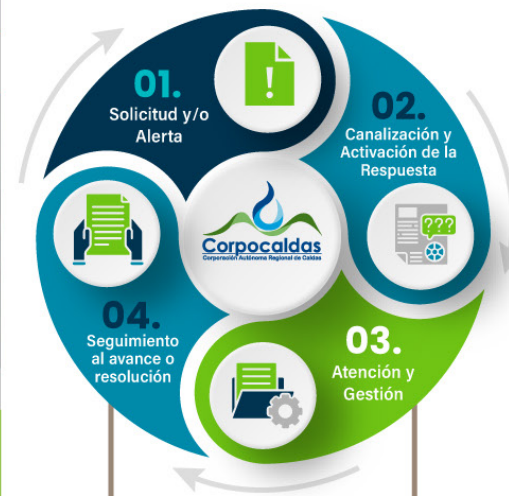 01.
Solicitud y/o
Alerta
02.
Canalización y
Activación de la
Respuesta
???
Corpocaldas
Corporación Autónoma Regional de Caldas
03.
Atención y
Gestión
04.
Seguimiento
al avance o
resolución